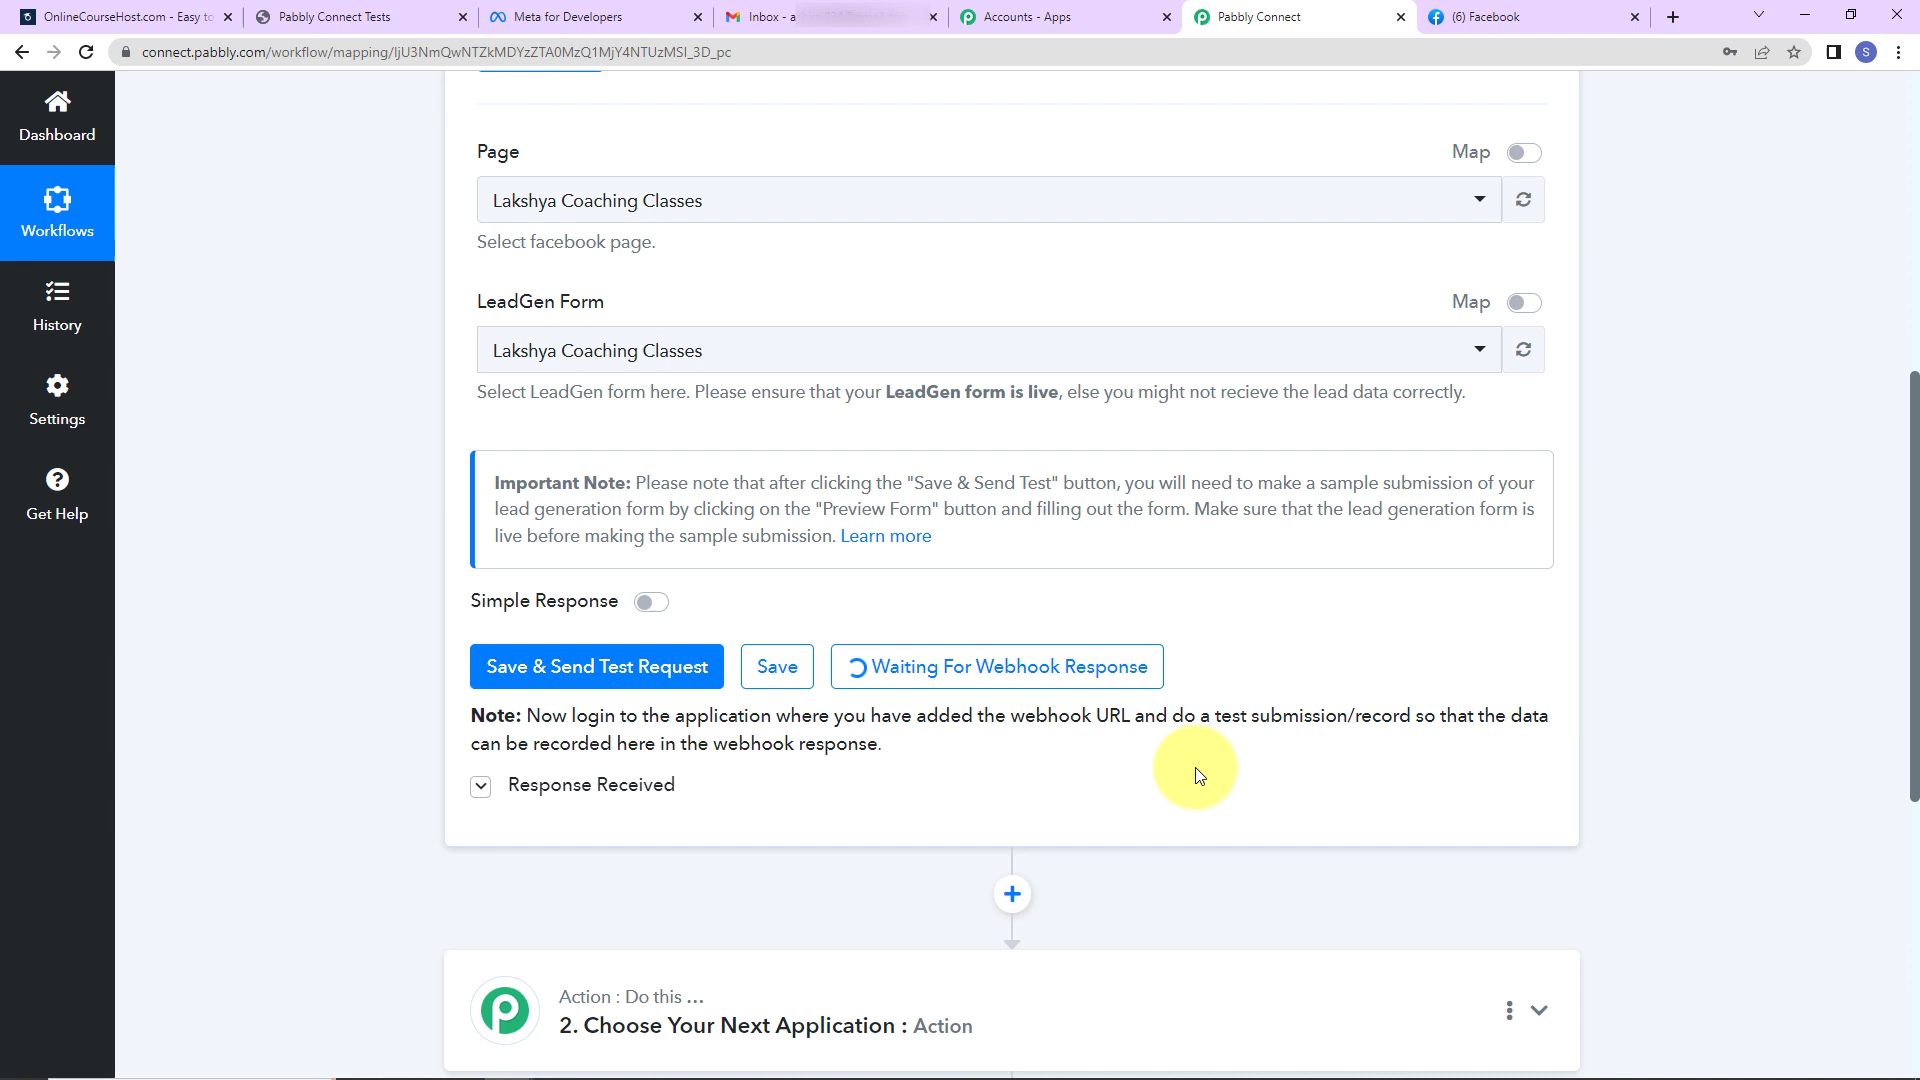 OnlineCourseHost.com - Easy to
Pabbly Connect Tests
Meta for Developers
Inbox - a
Accounts - Apps
Pabbly Connect
(6) Facebook
connect.pabbly.com/workflow/mapping/IjU3NmQwNTZkMDYzZTA0MzQ1MjY4NTUzMSI_3D_pc
S
Dashboard
Workflows
History
Settings
Get Help
Page
Map
Lakshya Coaching Classes
Select facebook page.
LeadGen Form
Map
Lakshya Coaching Classes
Select LeadGen form here. Please ensure that your LeadGen form is live, else you might not recieve the lead data correctly.
Important Note: Please note that after clicking the "Save & Send Test" button, you will need to make a sample submission of your
lead generation form by clicking on the "Preview Form" button and filling out the form. Make sure that the lead generation form is
live before making the sample submission. Learn more
Simple Response
Save & Send Test Request
Save
Waiting For Webhook Response
Note: Now login to the application where you have added the webhook URL and do a test submission/record so that the data
can be recorded here in the webhook response.
Response Received
Action : Do this ...
2. Choose Your Next Application : Action